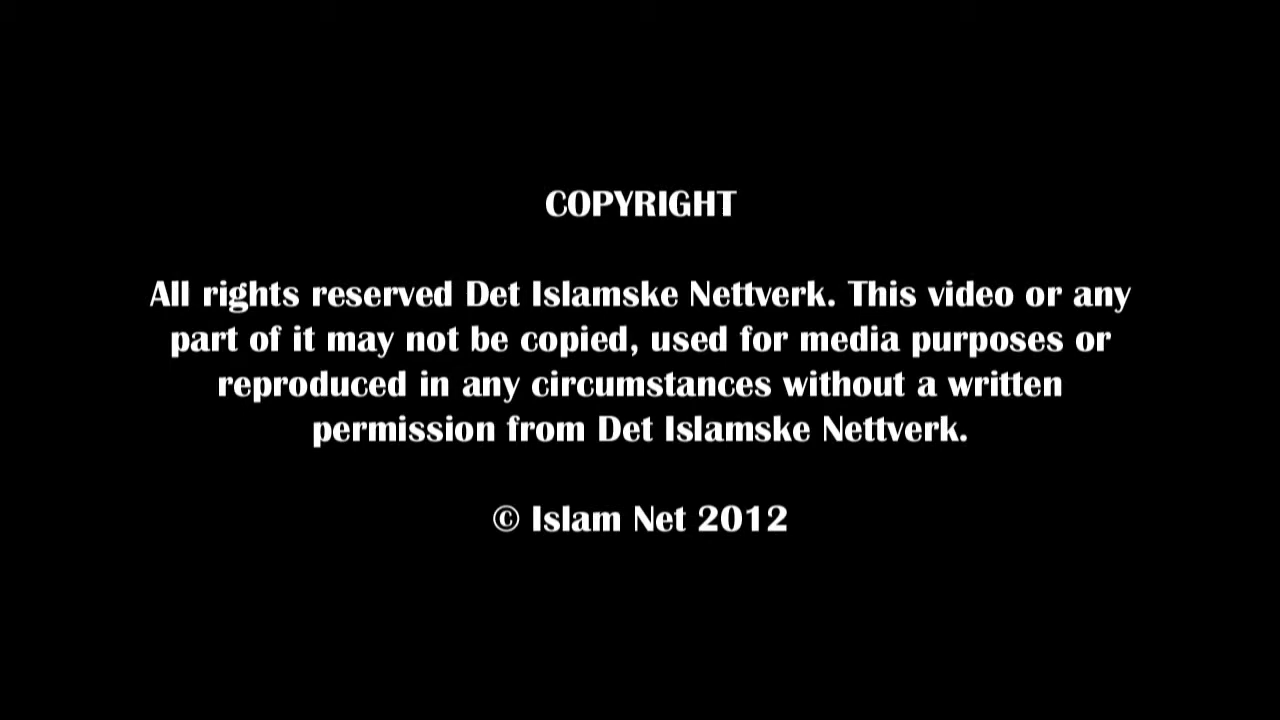 COPYRIGHT
All rights reserved Det Islamske Nettverk. This video or any
part of it may not be copied, used for media purposes or
reproduced in any circumstances without a written
permission from Det Islamske Nettverk.
© Islam Net 2012